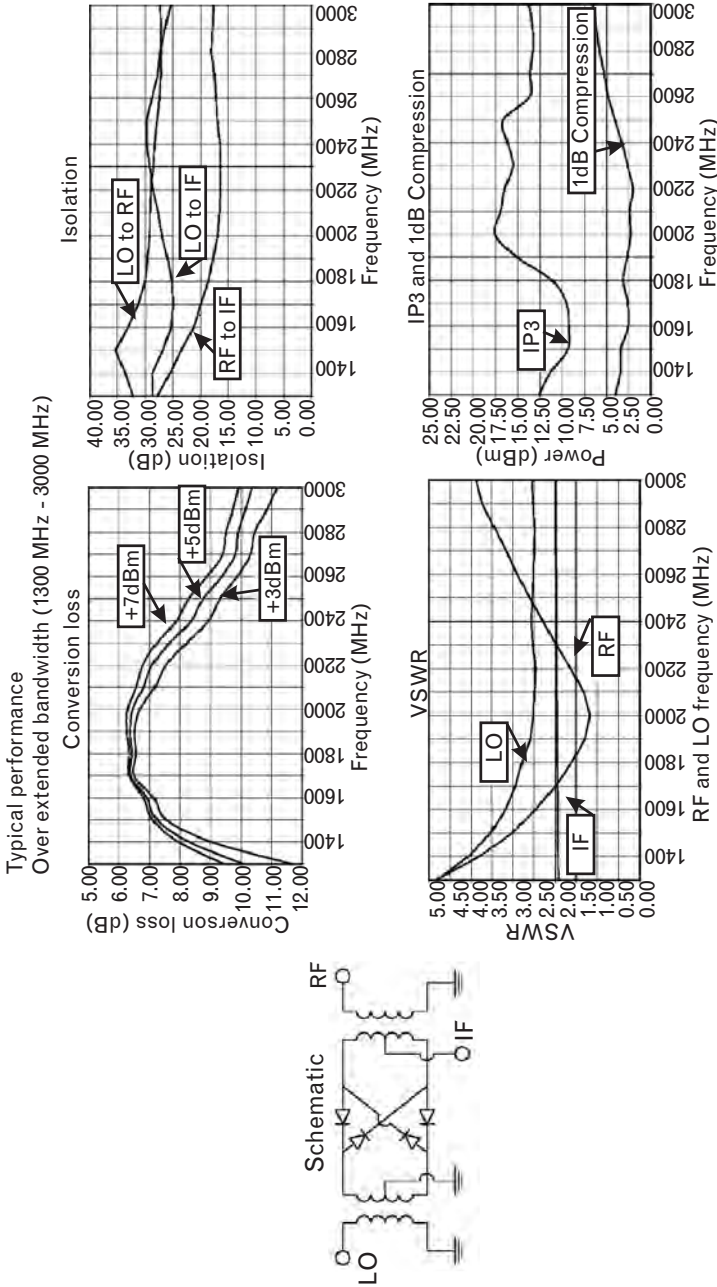 Typical performance
Over extended bandwidth (1300 MHz - 3000 MHz)
Schematic
LO
RF
IF
Conversion loss
Converson loss (dB)
5.00
6.00
7.00
8.00
9.00
10.00
11.00
12.00
+7dBm
+5dBm
+3dBm
1400
1600
1800
2000
2200
2400
2600
2800
3000
Frequency (MHz)
Isolation
Isolation (dB)
40.00
35.00
30.00
25.00
20.00
15.00
10.00
5.00
0.00
LO to RF
LO to IF
RF to IF
1400
1600
1800
2000
2200
2400
2600
2800
3000
Frequency (MHz)
VSWR
VSWR
5.00
4.50
4.00
3.50
3.00
2.50
2.00
1.50
1.00
0.50
0.00
LO
RF
IF
1400
1600
1800
2000
2200
2400
2600
2800
3000
RF and LO frequency (MHz)
IP3 and 1dB Compression
Power (dBm)
25.00
22.50
20.00
17.50
15.00
12.50
10.00
7.50
5.00
2.50
0.00
IP3
1dB Compression
1400
1600
1800
2000
2200
2400
2600
2800
3000
Frequency (MHz)